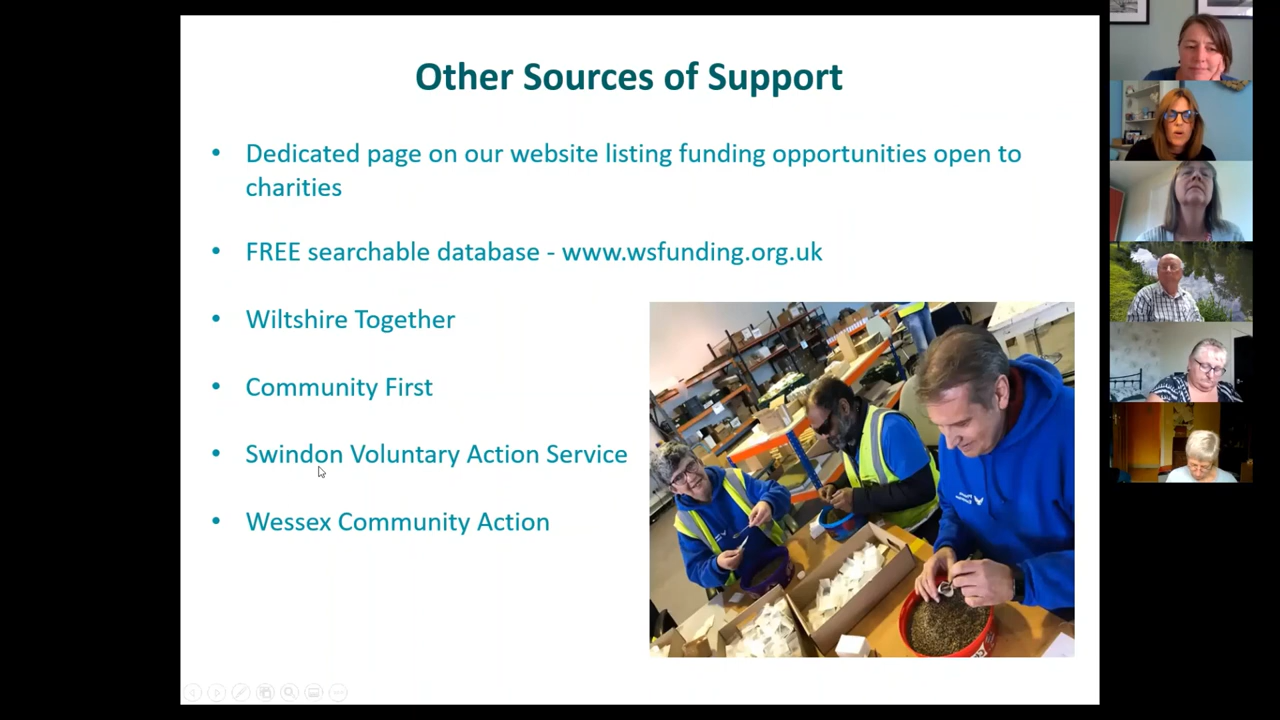 Other Sources of Support
• Dedicated page on our website listing funding opportunities open to
charities
• FREE searchable database - www.wsfunding.org.uk
• Wiltshire Together
• Community First
• Swindon Voluntary Action Service
• Wessex Community Action